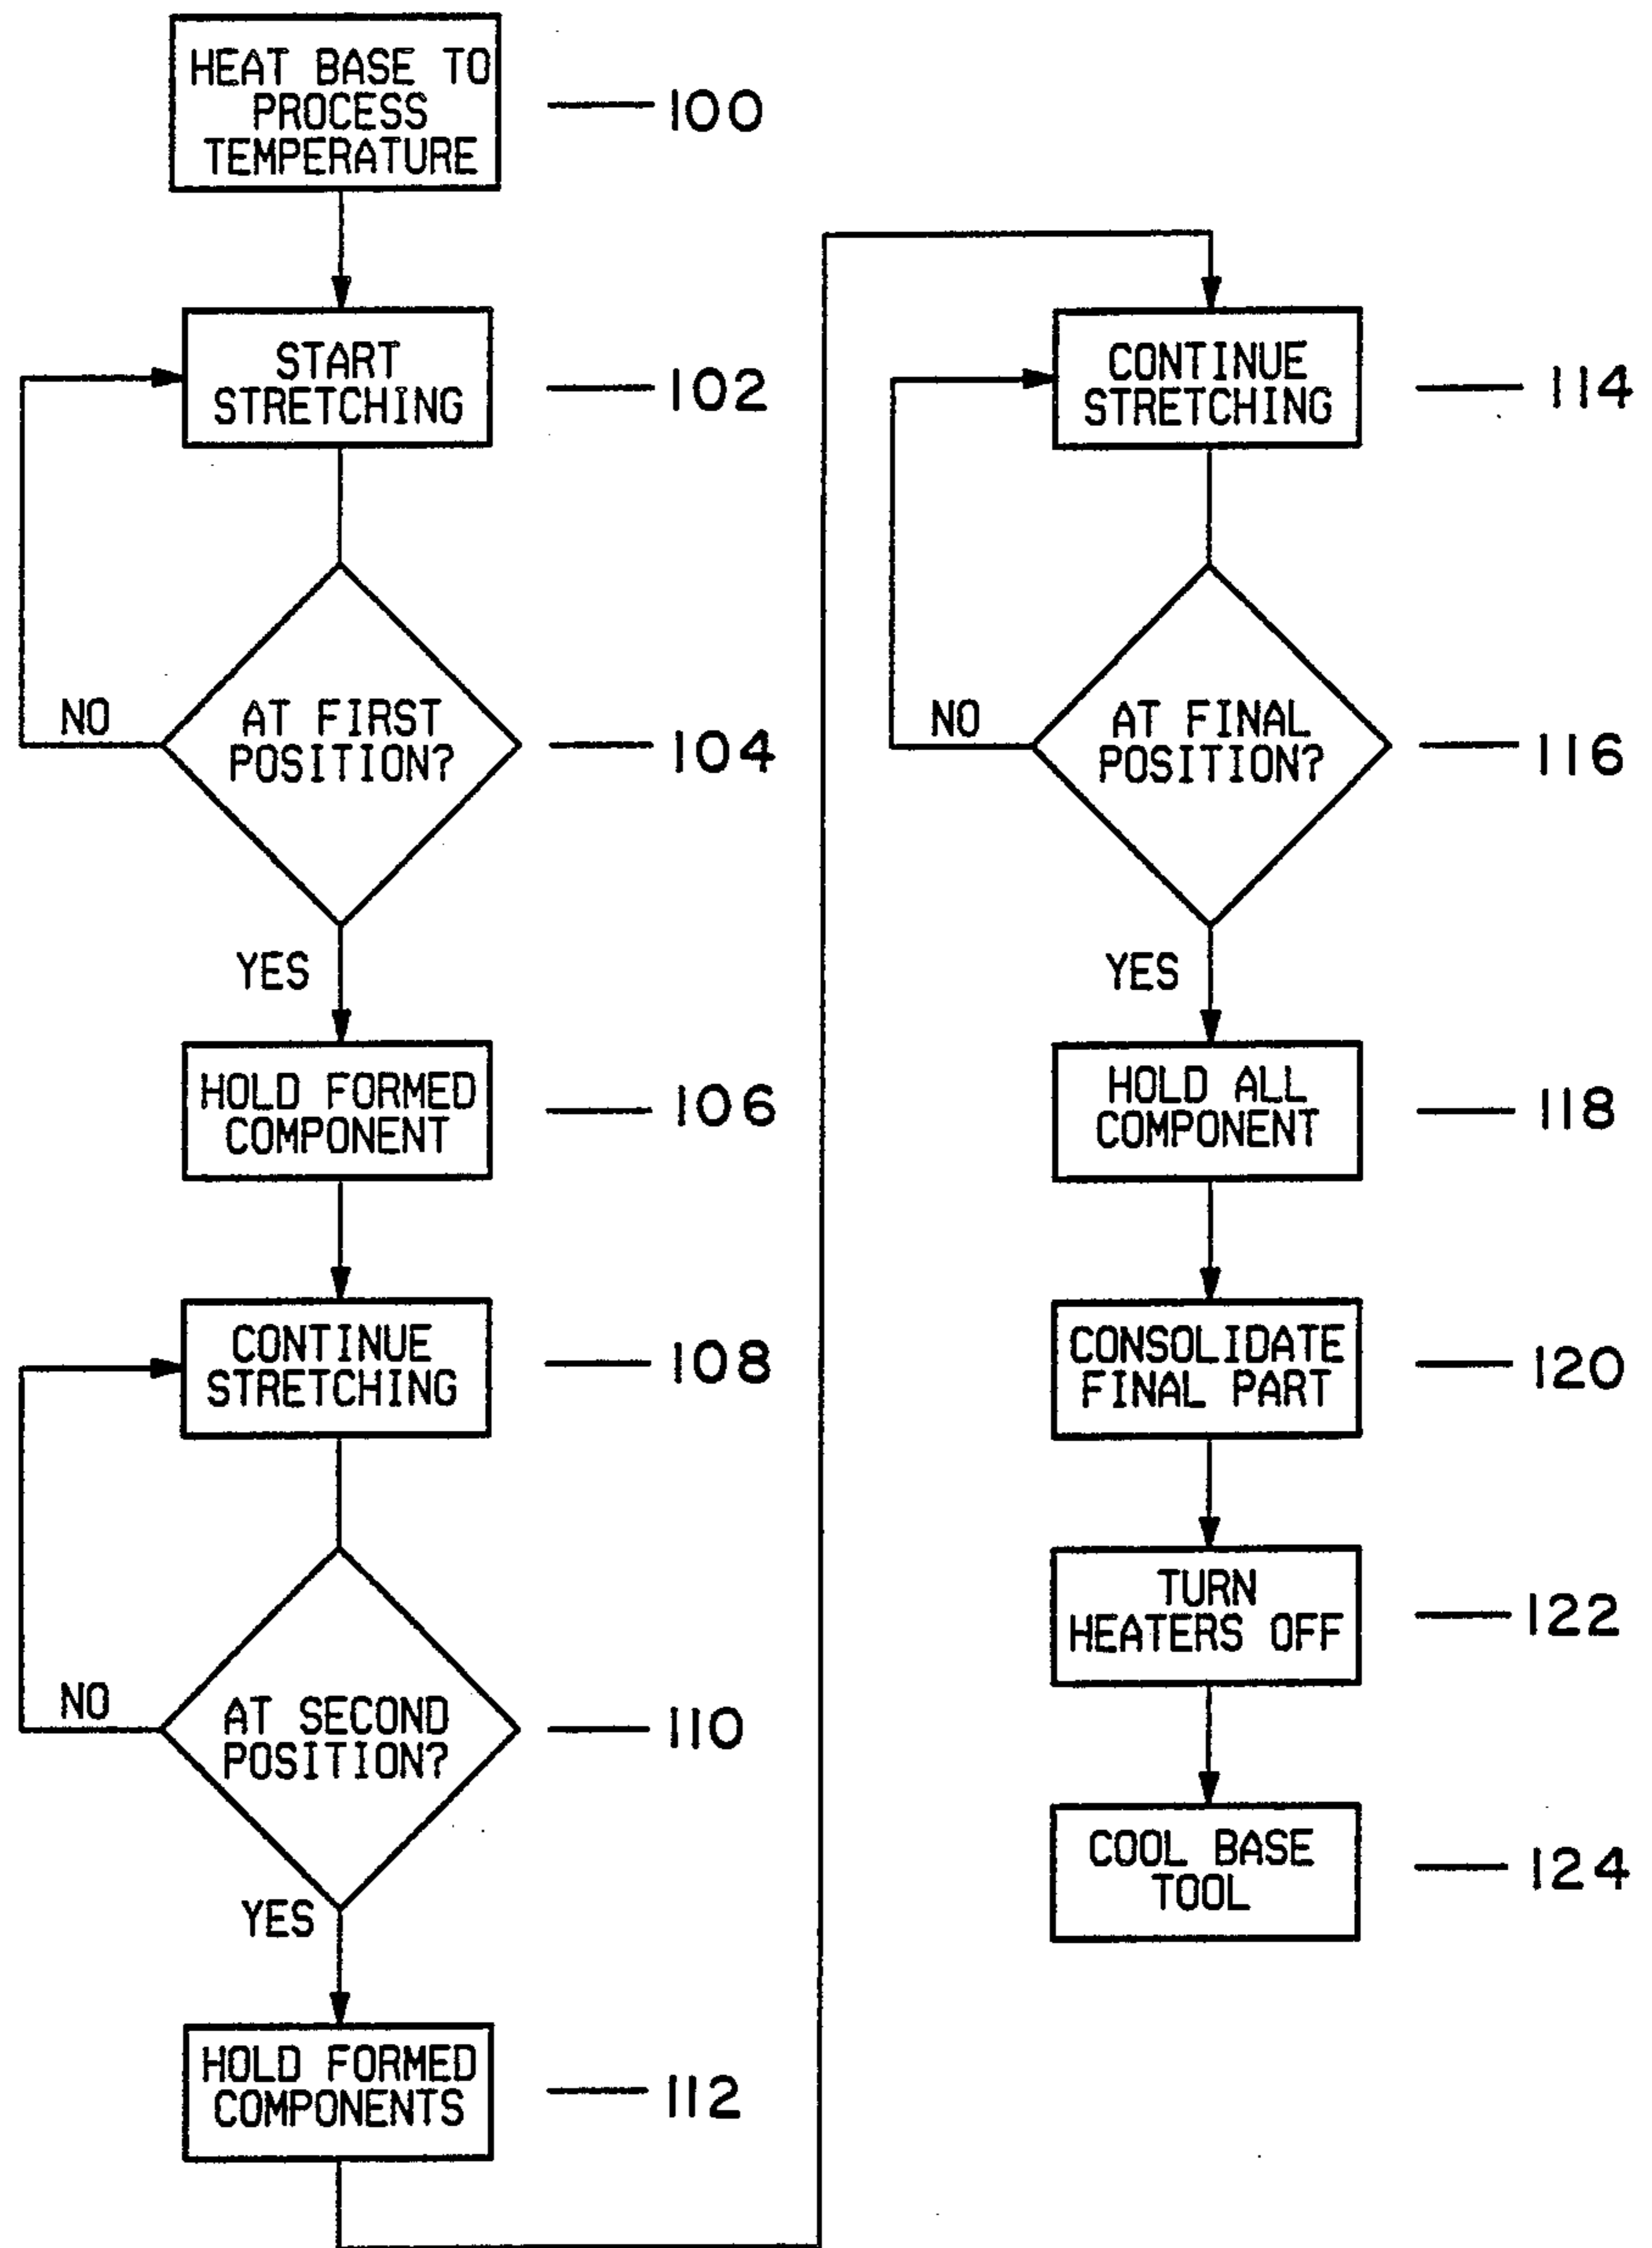 HEAT BASE TO
PROCESS
TEMPERATURE
100
START
STRETCHING
102
NO
AT FIRST
POSITION?
104
YES
HOLD FORMED
COMPONENT
106
CONTINUE
STRETCHING
108
NO
AT SECOND
POSITION?
110
YES
HOLD FORMED
COMPONENTS
112
CONTINUE
STRETCHING
114
NO
AT FINAL
POSITION?
116
YES
HOLD ALL
COMPONENT
118
CONSOLIDATE
FINAL PART
120
TURN
HEATERS OFF
122
COOL BASE
TOOL
124